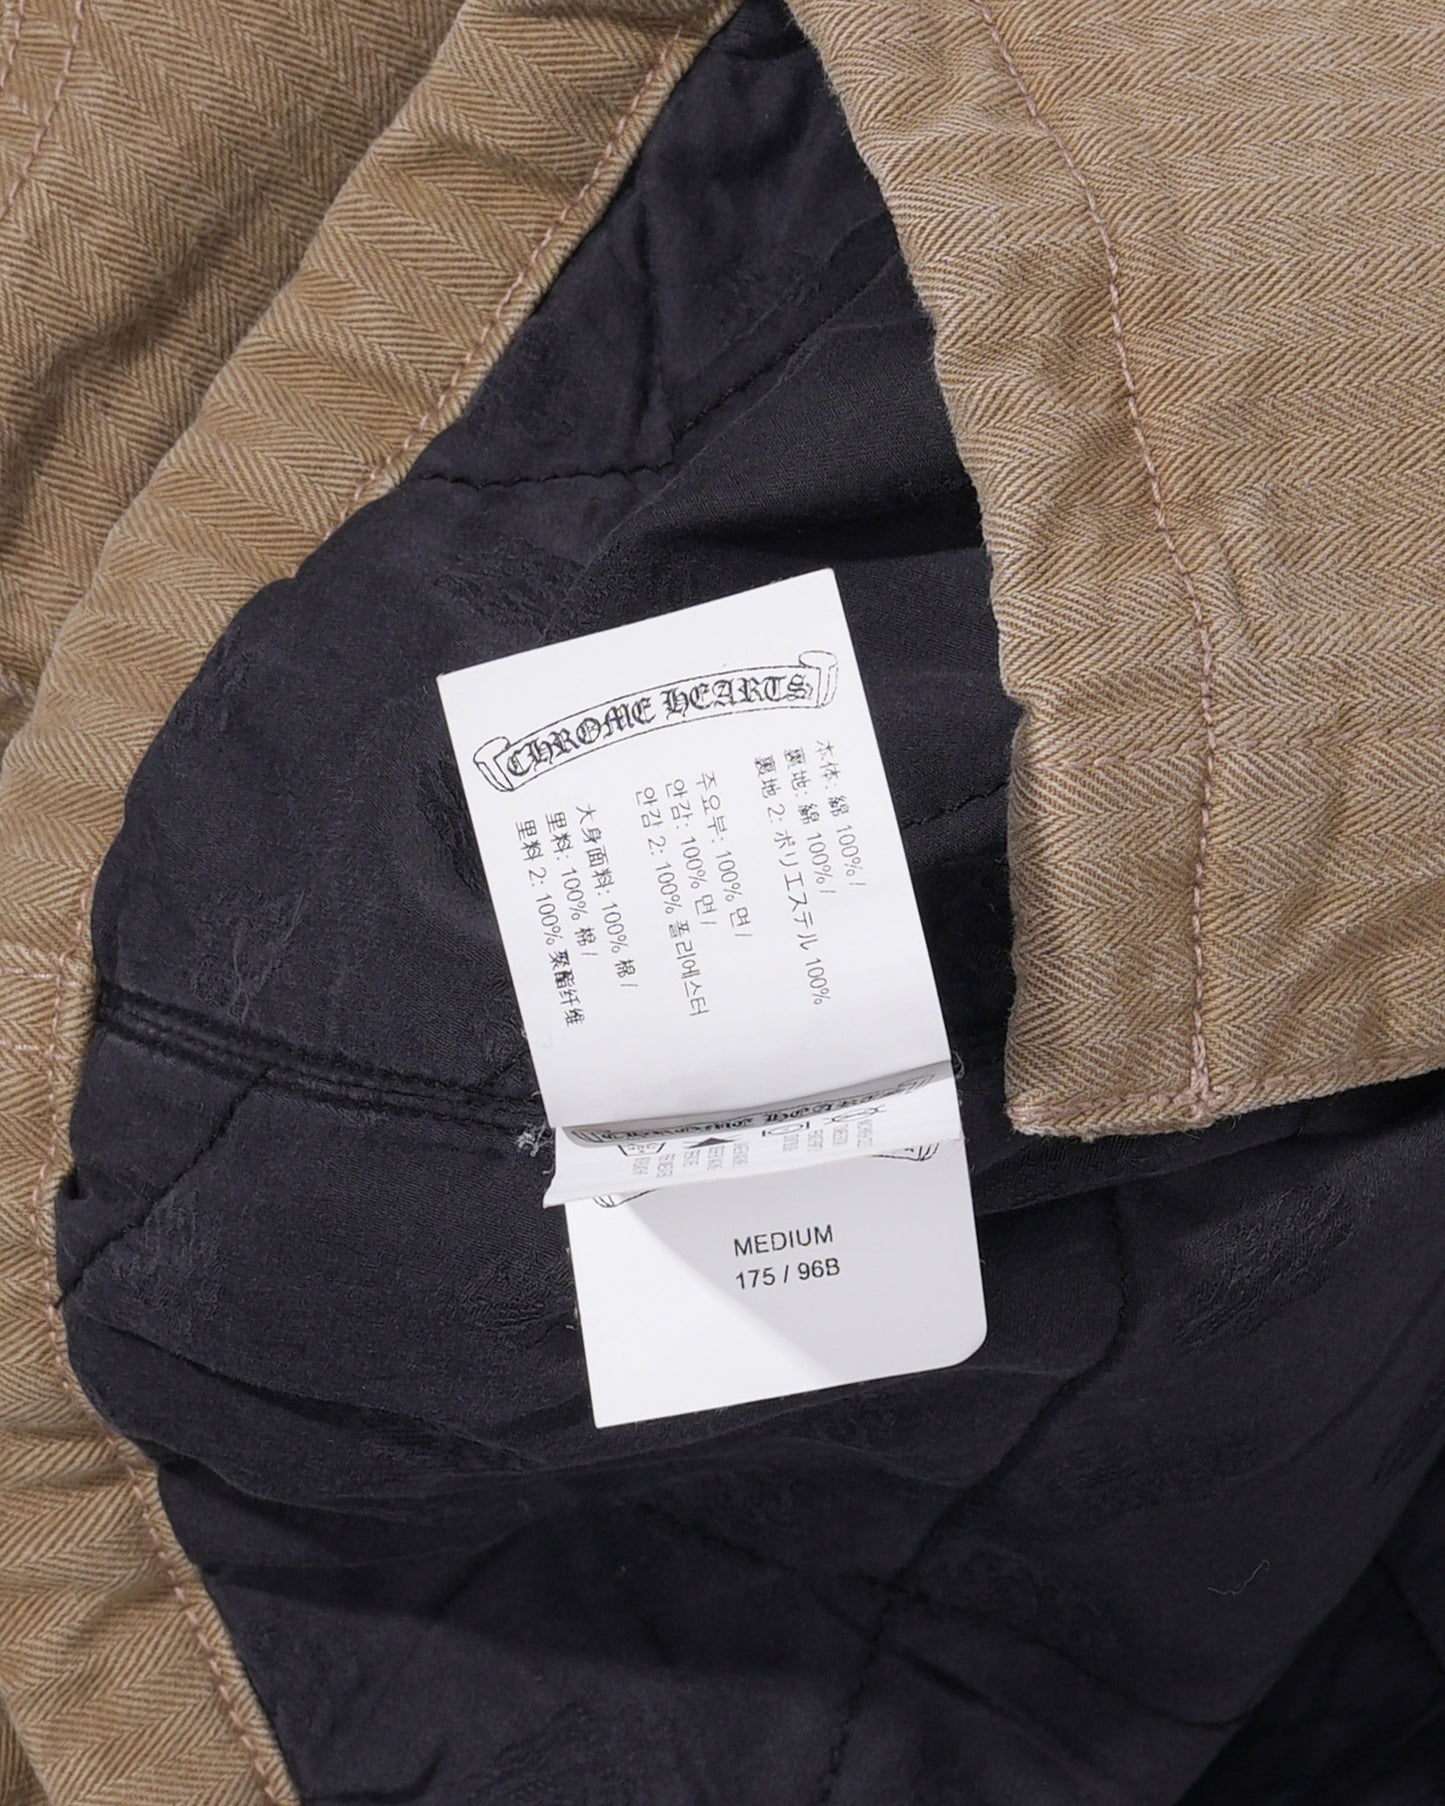 CHROME HEARTS
本体: 綿 100% /
裏地: 綿 100% /
裏地 2: ポリエステル 100%
주요부: 100% 면 /
안감: 100% 면 /
안감 2: 100% 폴리에스터
大身面料: 100% 棉 /
里料: 100% 棉 /
里料 2: 100% 聚酯纤维
MEDIUM
175 / 96B